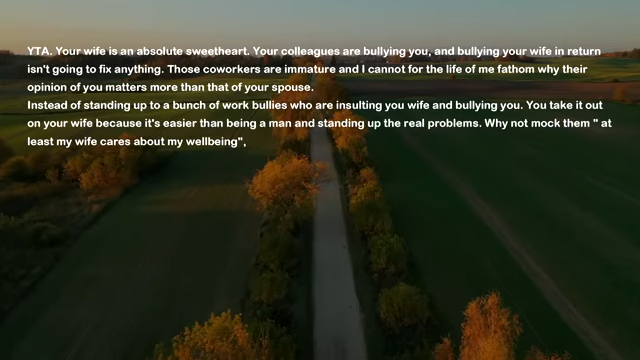 YTA. Your wife is an absolute sweetheart. Your colleagues are bullying you, and bullying your wife in return
isn't going to fix anything. Those coworkers are immature and I cannot for the life of me fathom why their
opinion of you matters more than that of your spouse.
Instead of standing up to a bunch of work bullies who are insulting you wife and bullying you. You take it out
on your wife because it's easier than being a man and standing up the real problems. Why not mock them " at
least my wife cares about my wellbeing",